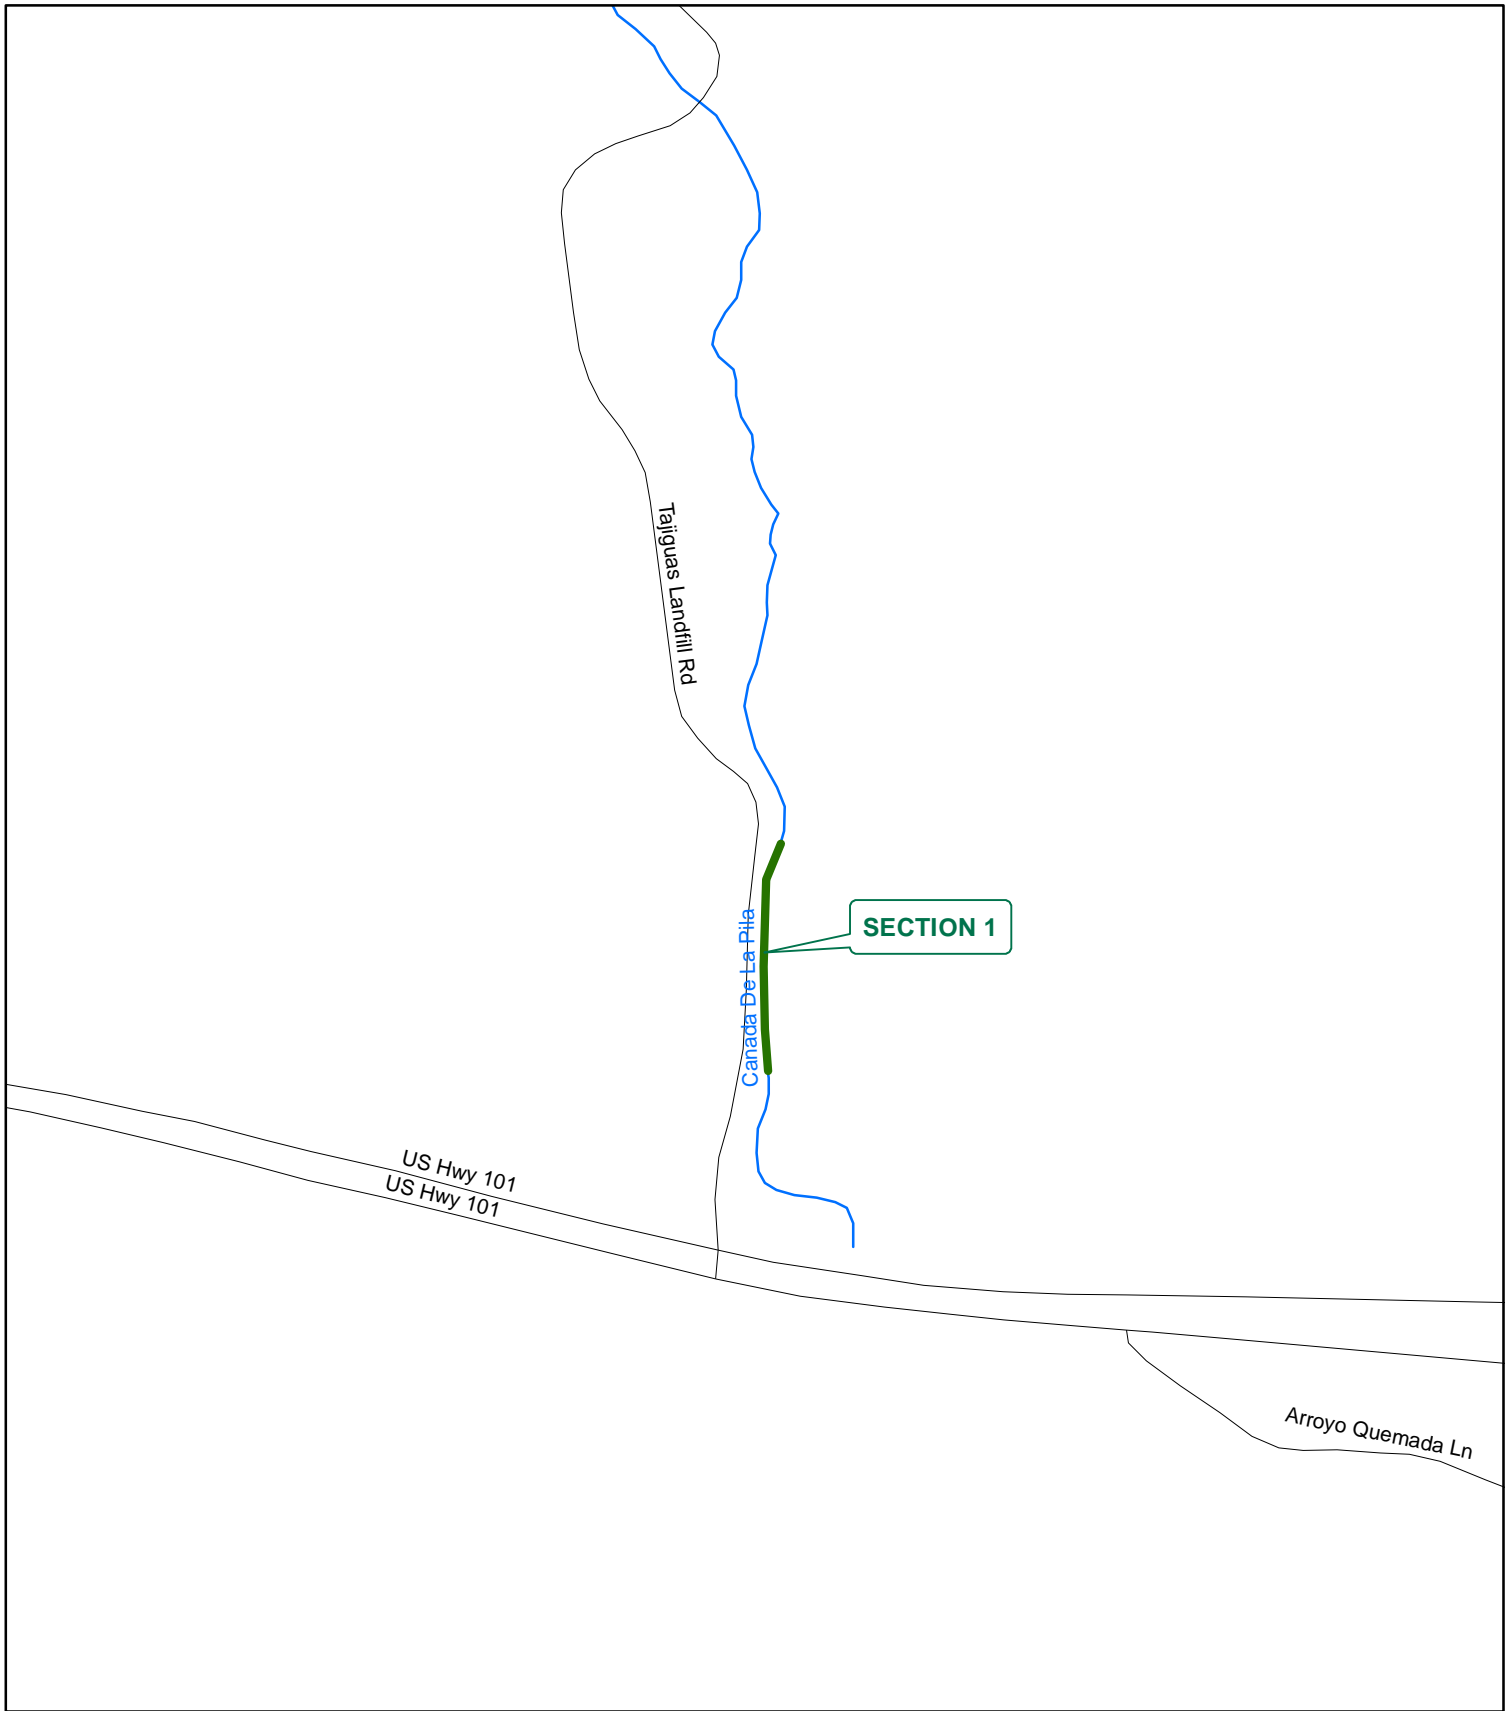 Tajiguas Landfill Rd
SECTION 1
Canada De La Pila
US Hwy 101
US Hwy 101
Arroyo Quemada Ln